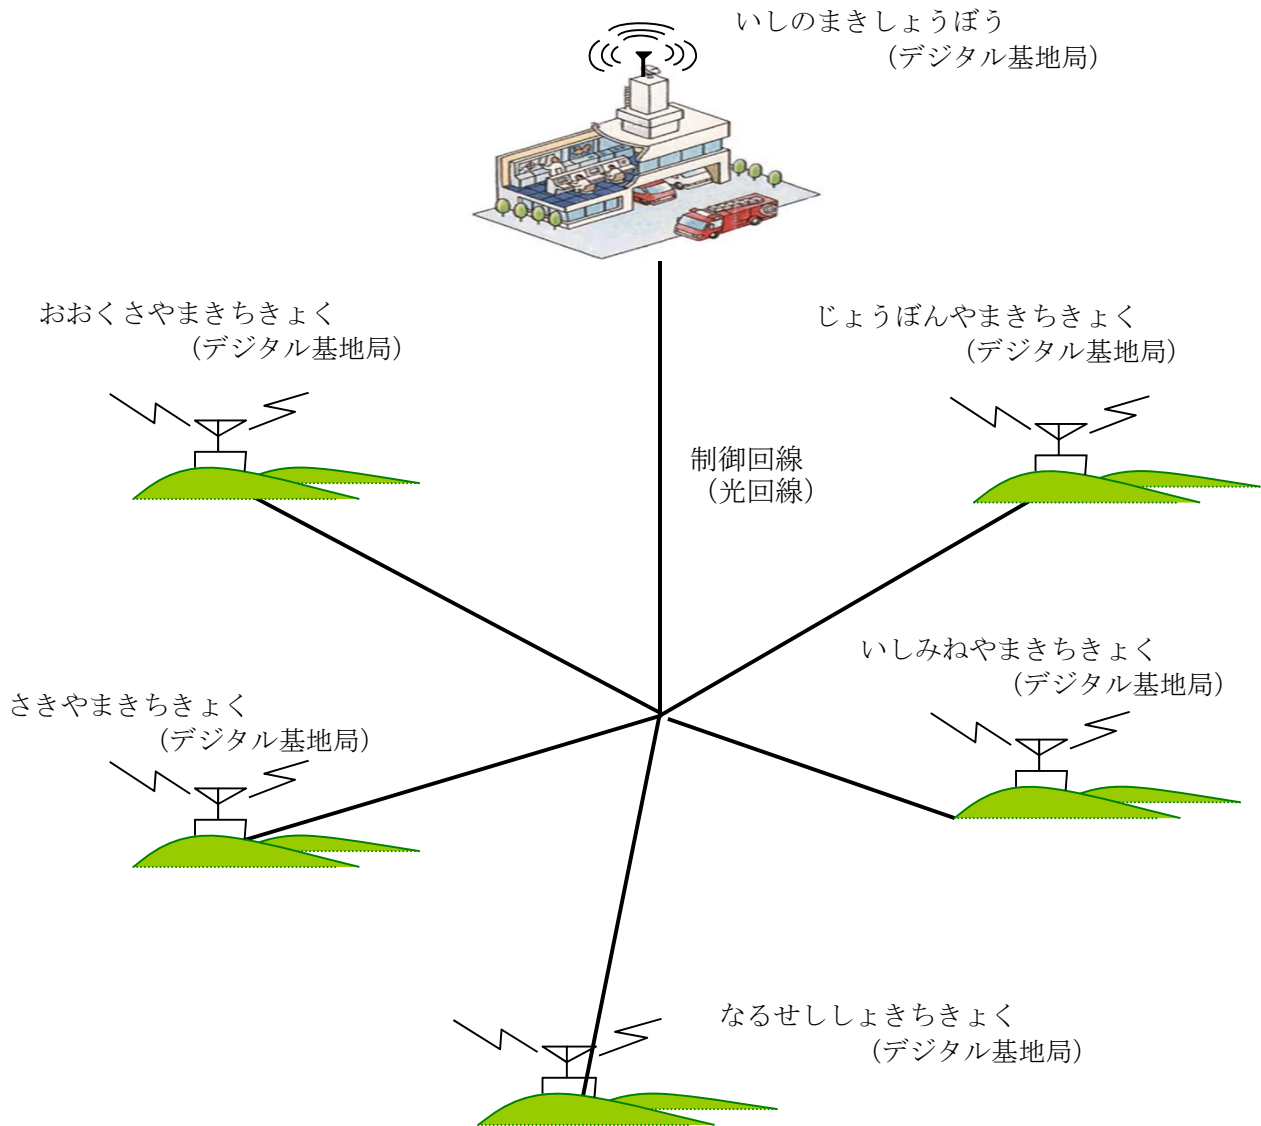 いしのまきしょうぼう
（デジタル基地局）
おおくさやまきちきょく
（デジタル基地局）
じょうぼんやまきちきょく
（デジタル基地局）
制御回線
（光回線）
いしみねやまきちきょく
（デジタル基地局）
さきやまきちきょく
（デジタル基地局）
なるせししょきちきょく
（デジタル基地局）